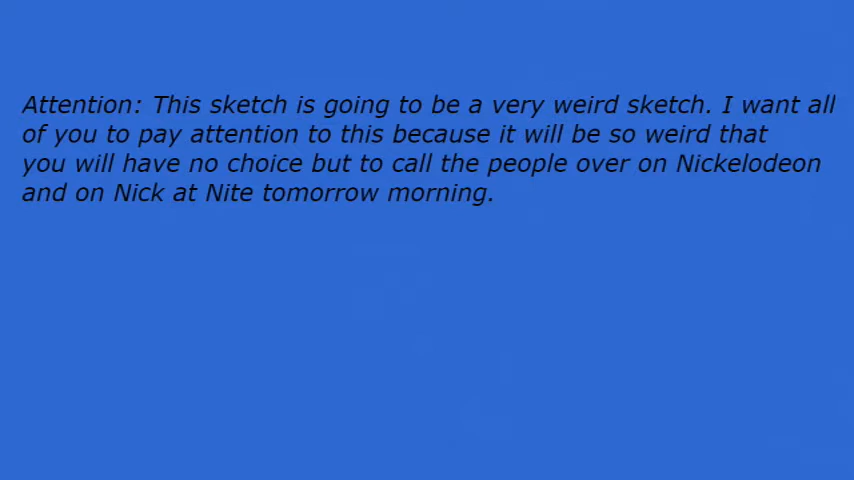 Attention: This sketch is going to be a very weird sketch. I want all
of you to pay attention to this because it will be so weird that
you will have no choice but to call the people over on Nickelodeon
and on Nick at Nite tomorrow morning.